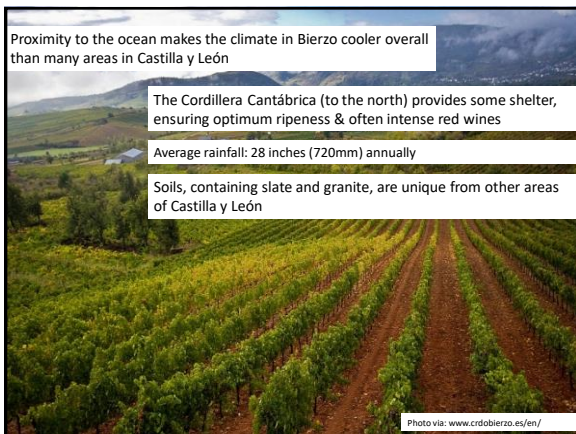 Proximity to the ocean makes the climate in Bierzo cooler overall
than many areas in Castilla y León
The Cordillera Cantábrica (to the north) provides some shelter,
ensuring optimum ripeness & often intense red wines
Average rainfall: 28 inches (720mm) annually
Soils, containing slate and granite, are unique from other areas
of Castilla y León
Photo via: www.crdobierzo.es/en/